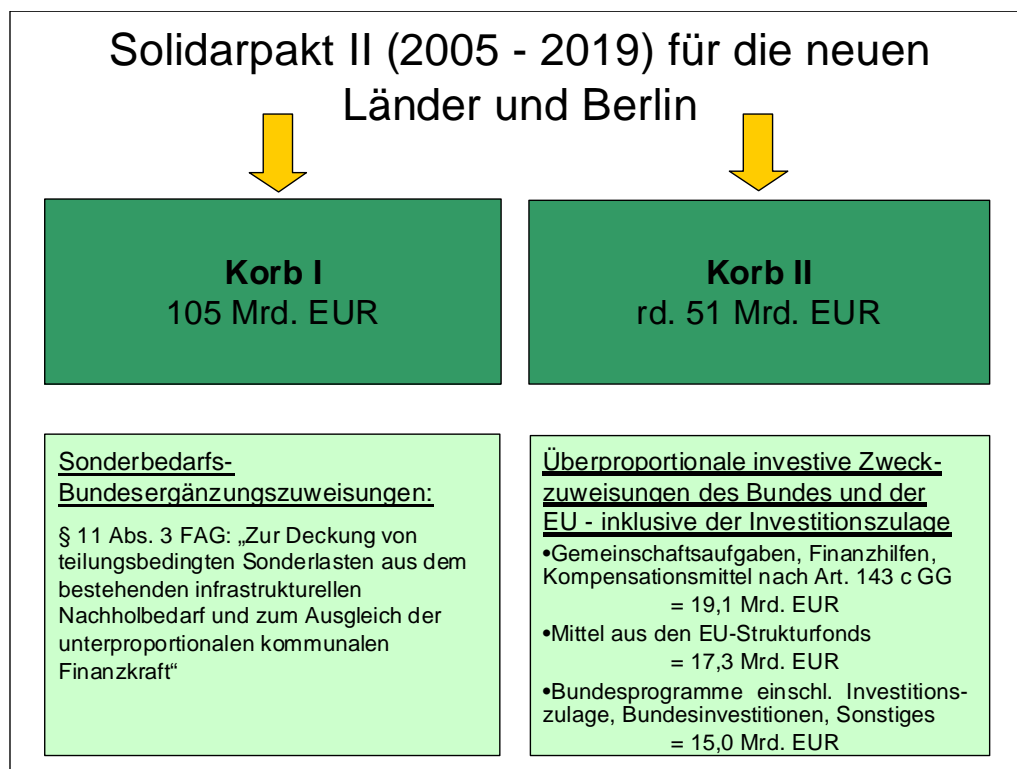 Solidarpakt II (2005 - 2019) für die neuen
Länder und Berlin
Korb I
105 Mrd. EUR
Korb II
rd. 51 Mrd. EUR
Sonderbedarfs-
Bundesergänzungszuweisungen:
§ 11 Abs. 3 FAG: „Zur Deckung von
teilungsbedingten Sonderlasten aus dem
bestehenden infrastrukturellen
Nachholbedarf und zum Ausgleich der
unterproportionalen kommunalen
Finanzkraft“
Überproportionale investive Zweck-
zuweisungen des Bundes und der
EU - inklusive der Investitionszulage
•Gemeinschaftsaufgaben, Finanzhilfen,
Kompensationsmittel nach Art. 143 c GG
= 19,1 Mrd. EUR
•Mittel aus den EU-Strukturfonds
= 17,3 Mrd. EUR
•Bundesprogramme einschl. Investitions-
zulage, Bundesinvestitionen, Sonstiges
= 15,0 Mrd. EUR